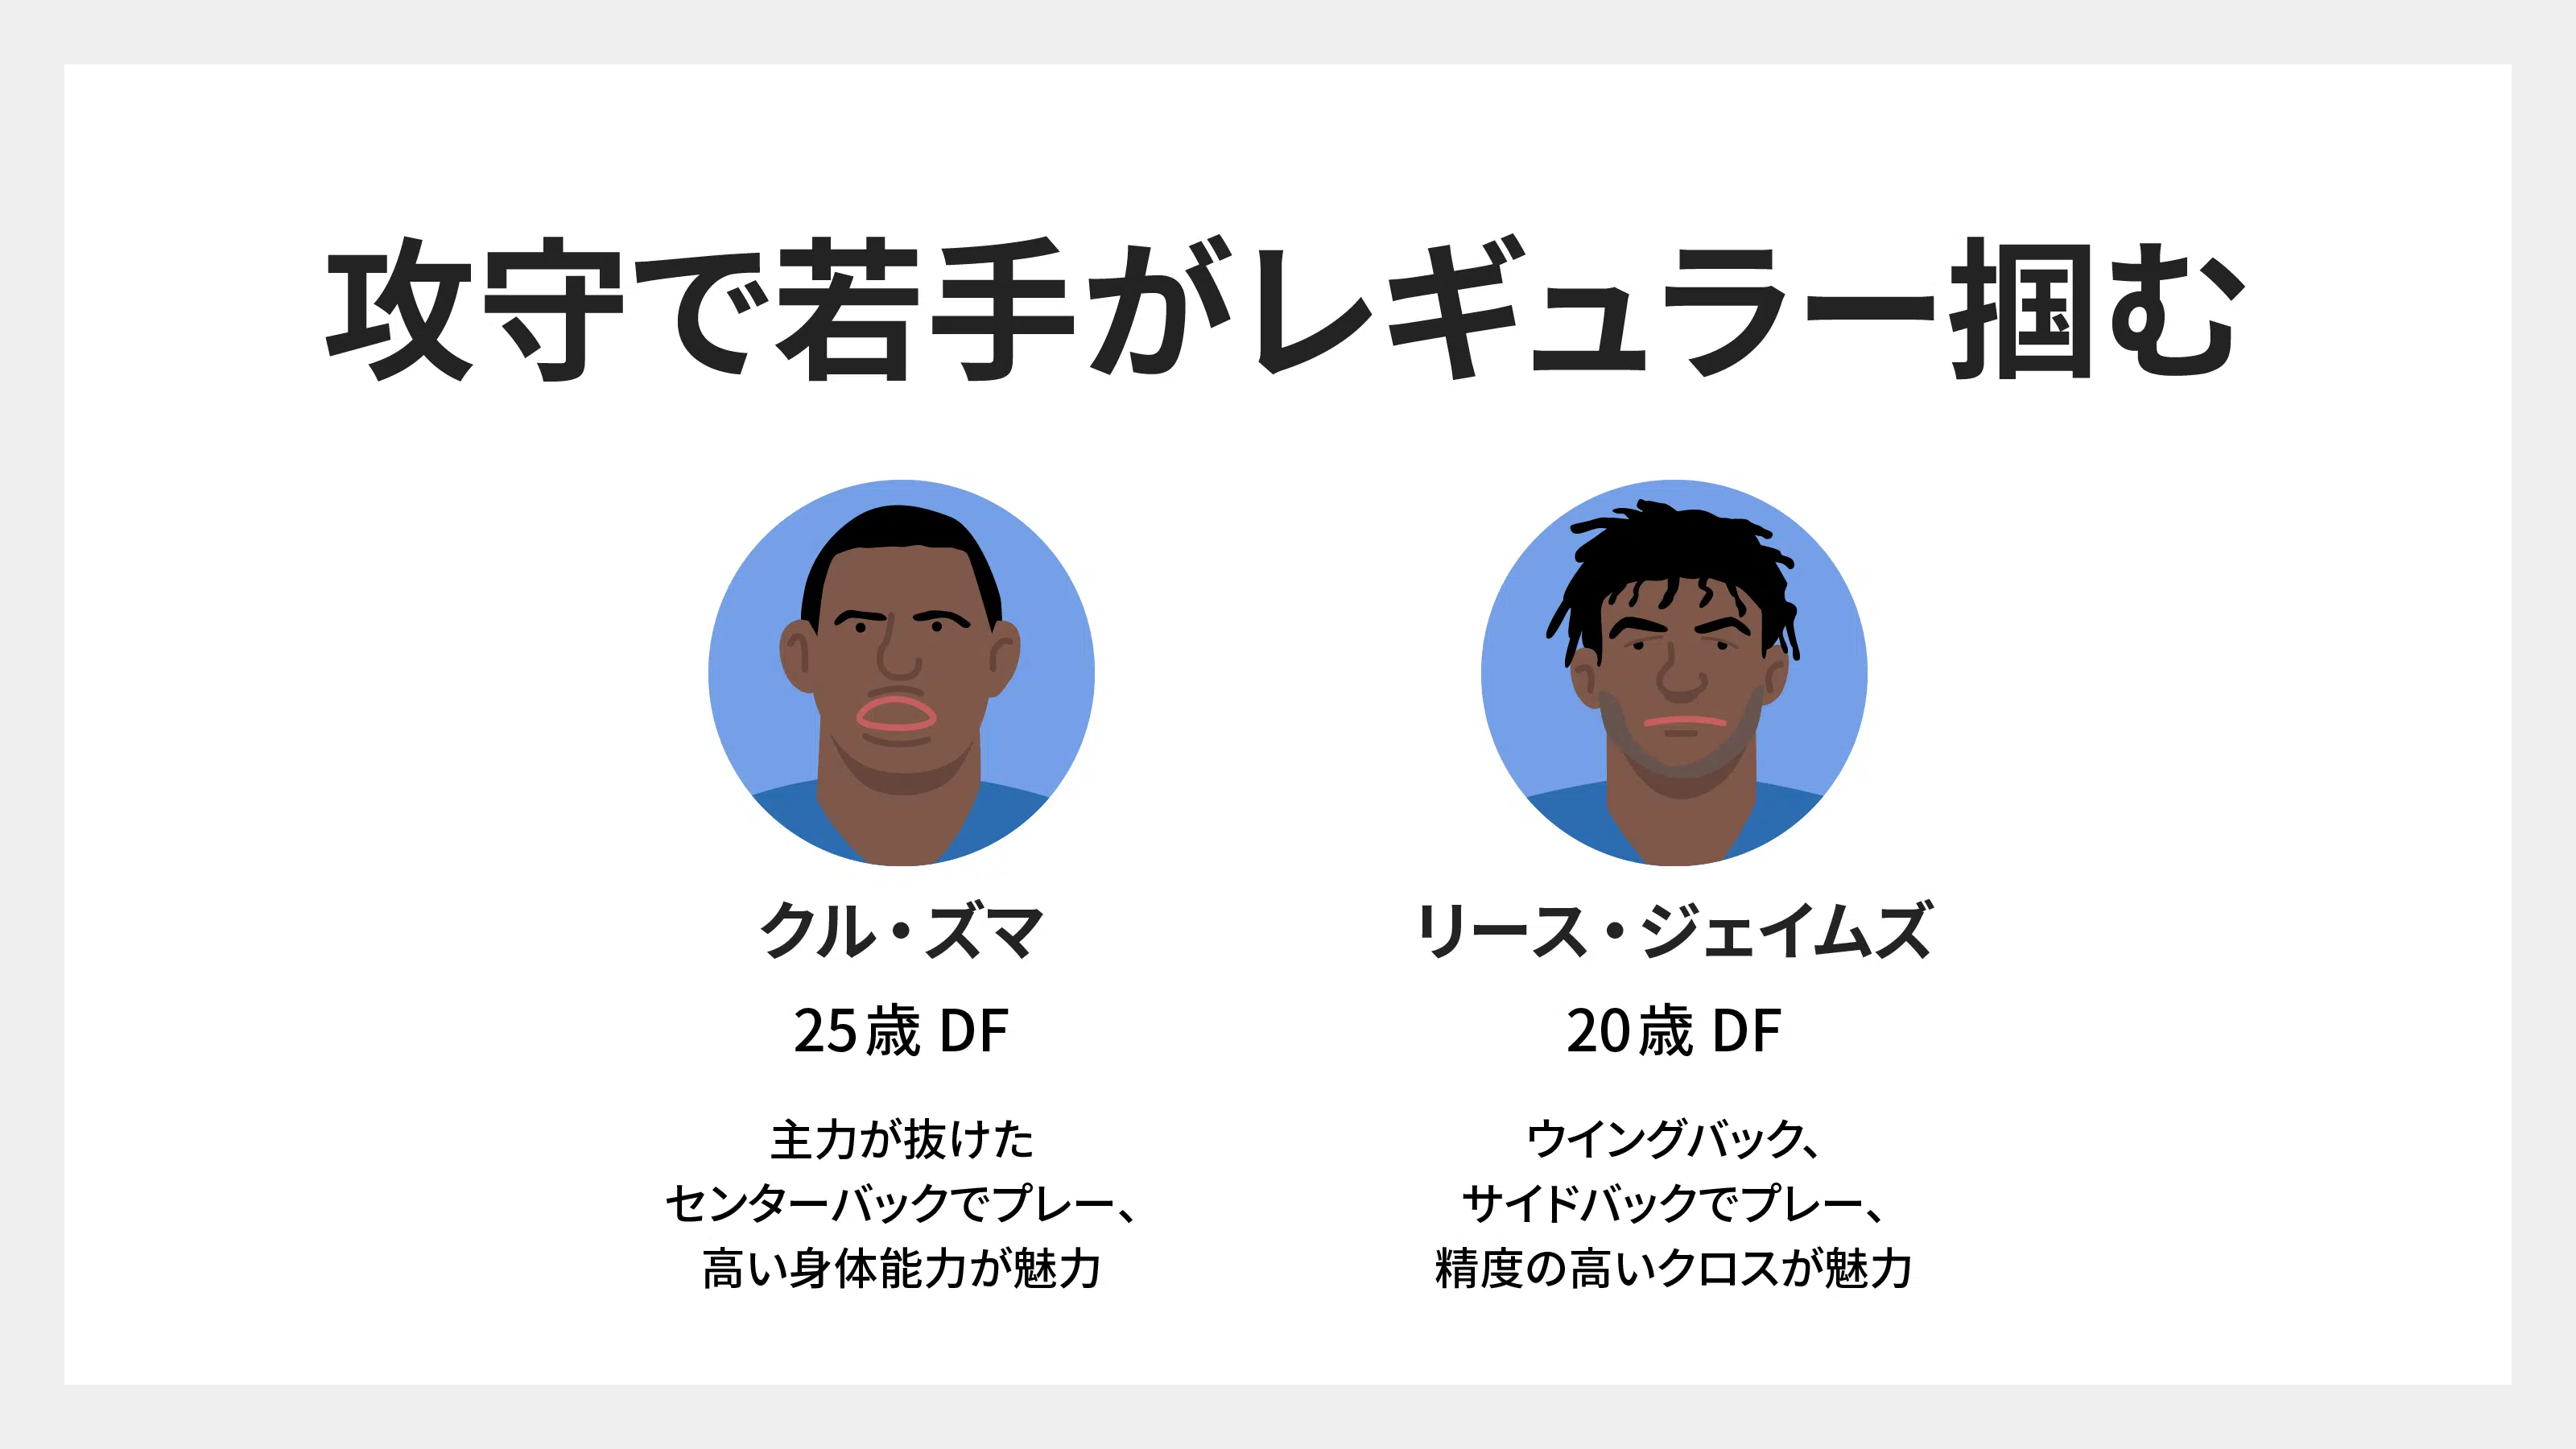 攻守で若手がレギュラー掴む
クル・ズマ
25歳 DF
主力が抜けた
センターバックでプレー、
高い身体能力が魅力
リース・ジェイムズ
20歳 DF
ウイングバック、
サイドバックでプレー、
精度の高いクロスが魅力